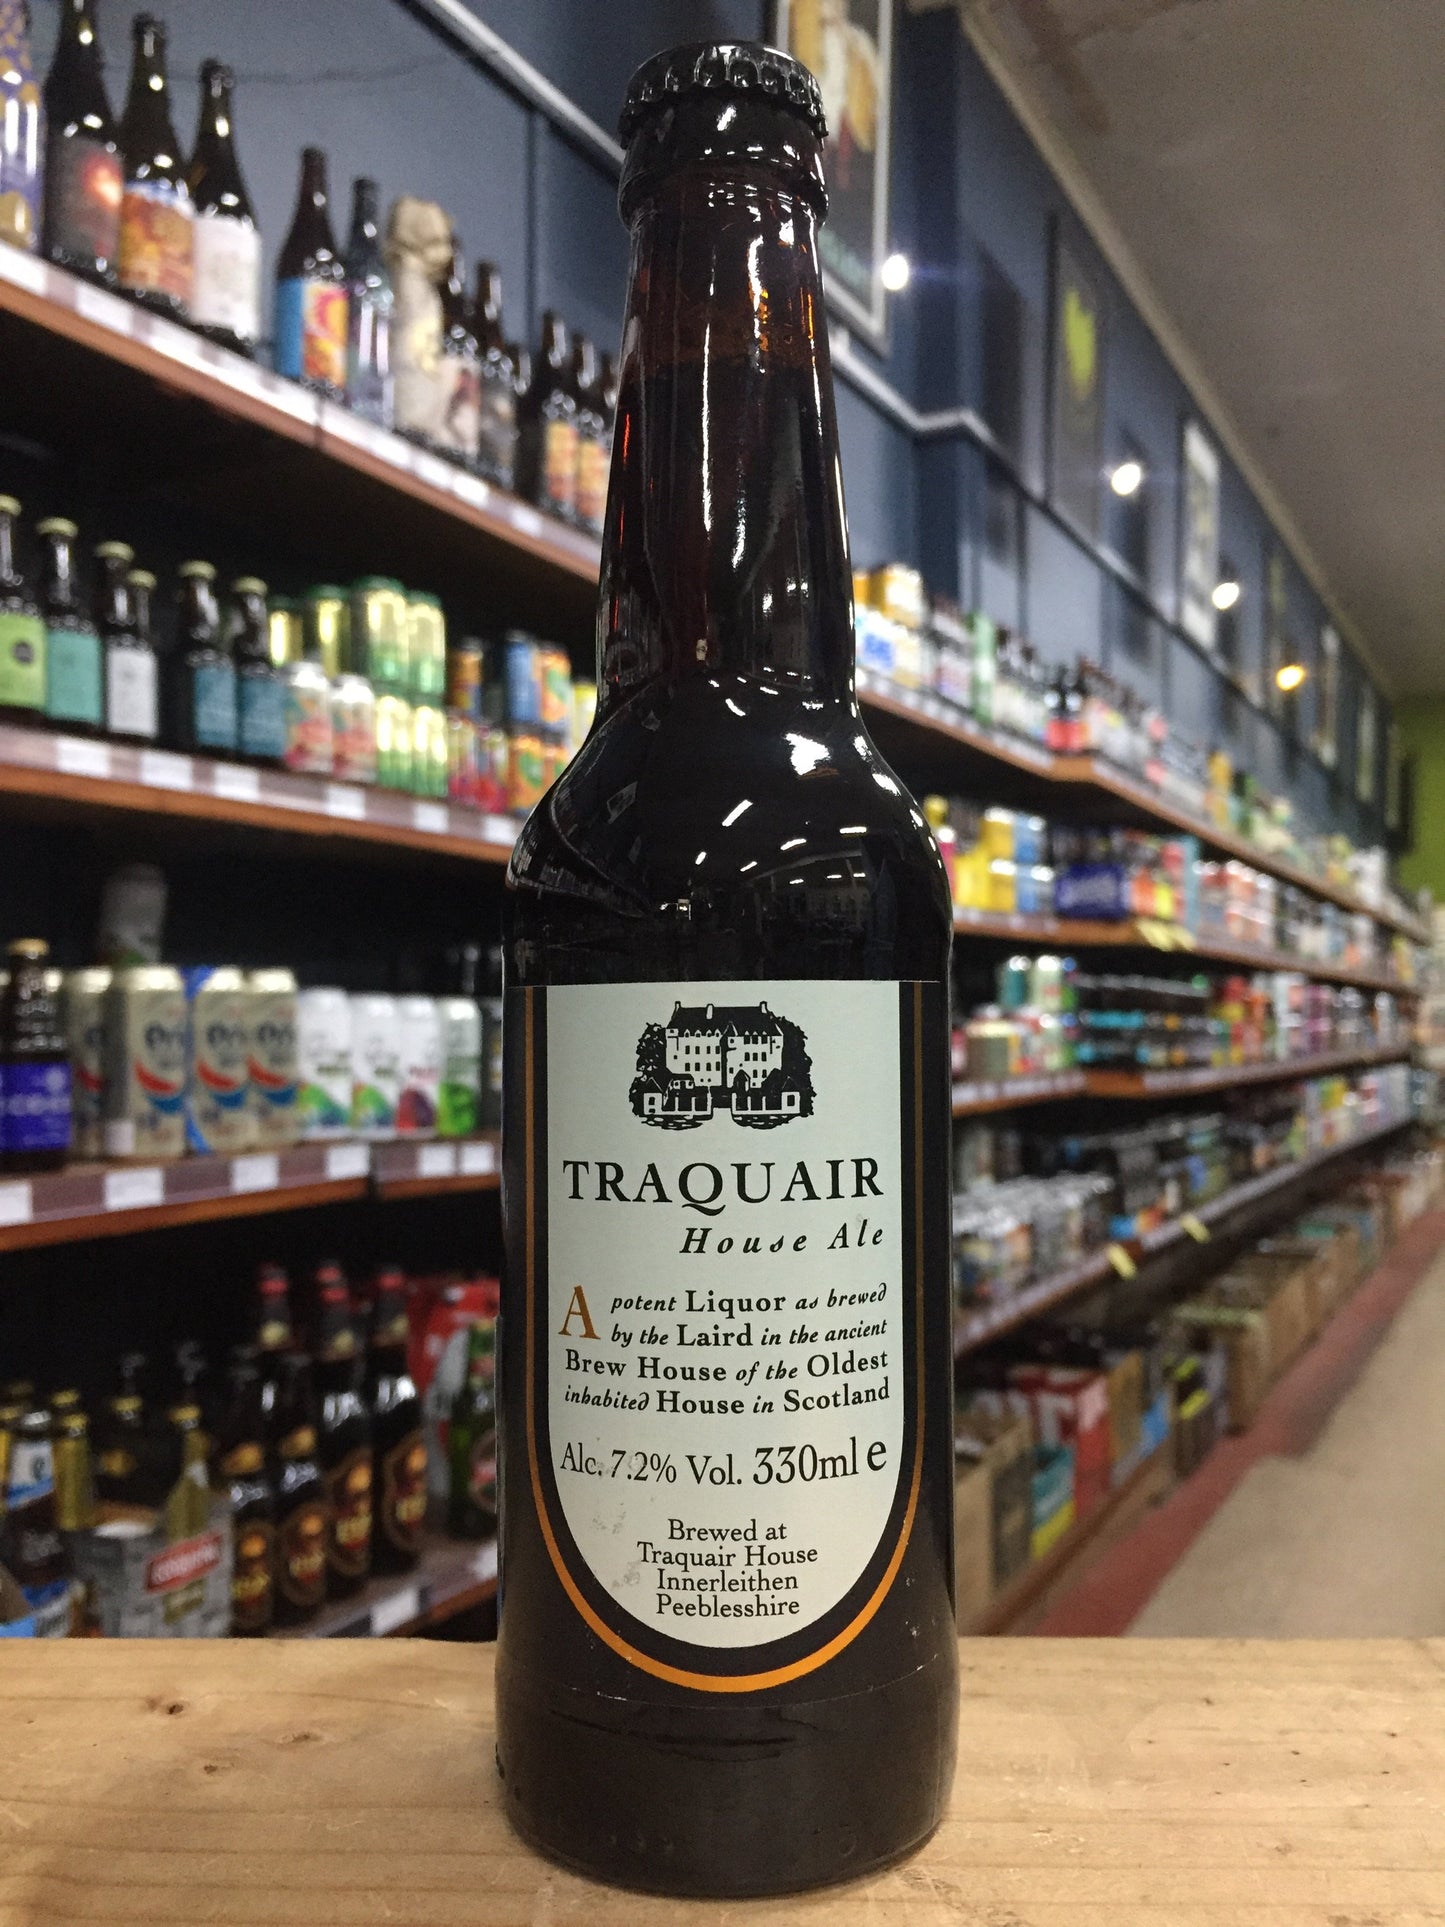 TRAQUAIR
House Ale
A potent Liquor as brewed
by the Laird in the ancient
Brew House of the Oldest
inhabited House in Scotland
Alc. 7.2% Vol. 330ml e
Brewed at
Traquair House
Innerleithen
Peeblesshire